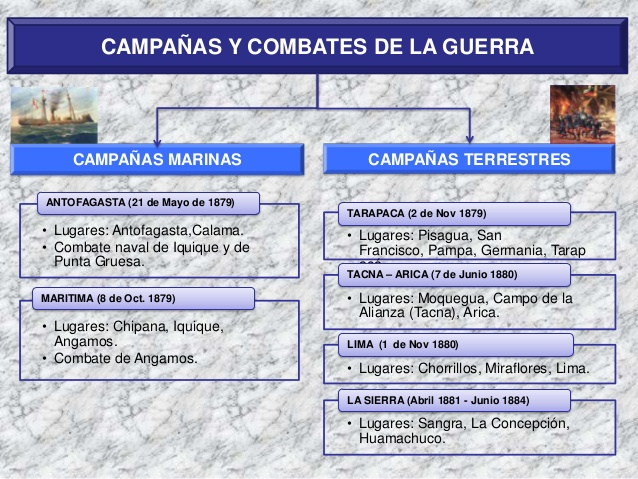 CAMPAÑAS Y COMBATES DE LA GUERRA
CAMPAÑAS MARINAS
ANTOFAGASTA (21 de Mayo de 1879)
• Lugares: Antofagasta,Calama.
• Combate naval de Iquique y de
Punta Gruesa.
MARITIMA (8 de Oct. 1879)
• Lugares: Chipana, Iquique,
Angamos.
• Combate de Angamos.
CAMPAÑAS TERRESTRES
TARAPACA (2 de Nov 1879)
• Lugares: Pisagua, San
Francisco, Pampa, Germania, Tarap
TACNA – ARICA (7 de Junio 1880)
• Lugares: Moquegua, Campo de la
Alianza (Tacna), Arica.
LIMA (1 de Nov 1880)
• Lugares: Chorrillos, Miraflores, Lima.
LA SIERRA (Abril 1881 - Junio 1884)
• Lugares: Sangra, La Concepción,
Huamachuco.